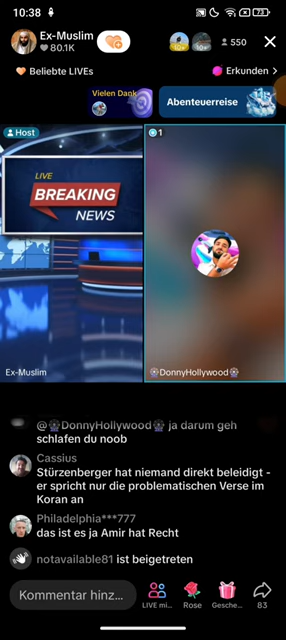 10:38
73
Ex-Muslim
80.1K
10+
10+
550
Beliebte LIVEs
Erkunden
Vielen Dank
Abenteuerreise
Host
1
LIVE
BREAKING
NEWS
Ex-Muslim
DonnyHollywood
@DonnyHollywood ja darum geh
schlafen du noob
Cassius
Stürzenberger hat niemand direkt beleidigt -
er spricht nur die problematischen Verse im
Koran an
Philadelphia***777
das ist es ja Amir hat Recht
notavailable81 ist beigetreten
Kommentar hinz...
LIVE mi...
Rose
Gesche...
83